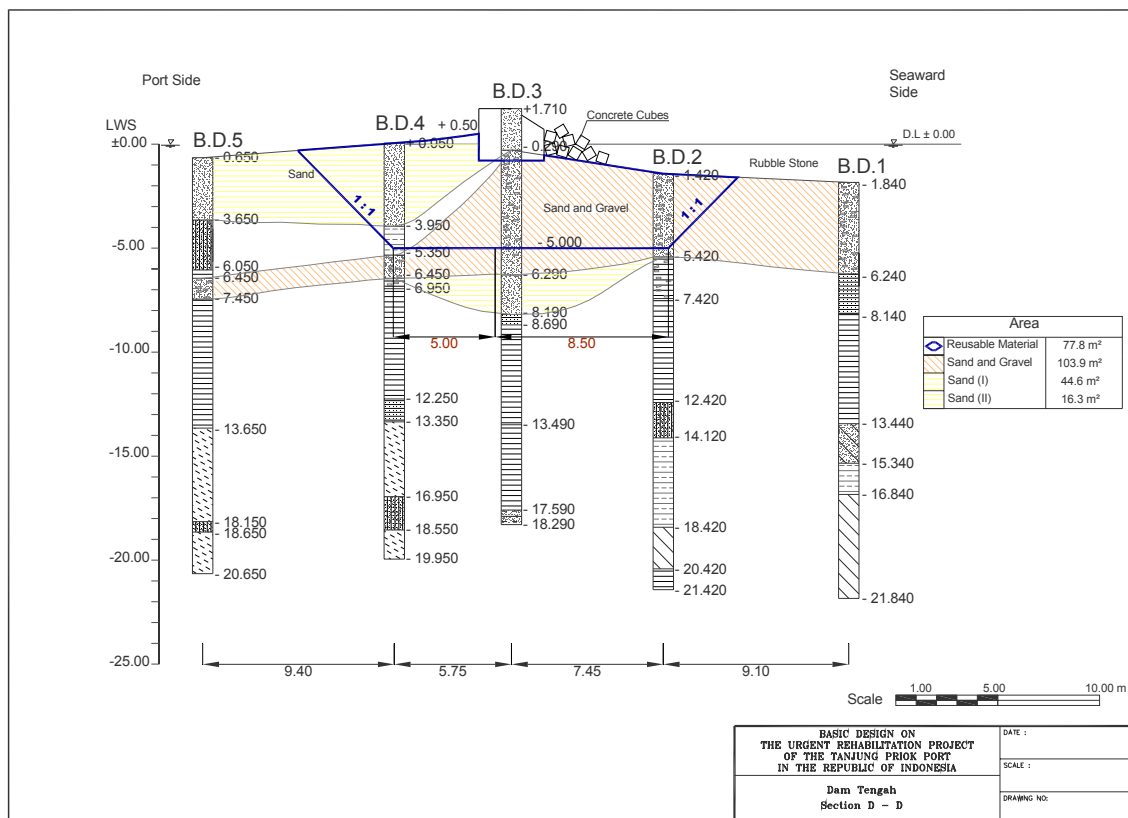 Port Side
Seaward
Side
LWS
±0.00
-5.00
-10.00
-15.00
-20.00
-25.00
B.D.5
- 0.650
- 3.650
- 6.050
- 6.450
- 7.450
- 13.650
- 18.150
- 18.650
- 20.650
B.D.4
+ 0.50
+ 0.050
- 3.950
- 5.350
- 6.450
- 6.950
- 12.250
- 13.350
- 16.950
- 18.550
- 19.950
B.D.3
+1.710
- 0.290
- 5.000
- 6.290
- 8.190
- 8.690
- 13.490
- 17.590
- 18.290
Concrete Cubes
B.D.2
- 1.420
- 5.420
- 7.420
- 12.420
- 14.120
- 18.420
- 20.420
- 21.420
D.L ± 0.00
Rubble Stone
B.D.1
- 1.840
- 6.240
- 8.140
- 13.440
- 15.340
- 16.840
- 21.840
Sand
1:1
Sand and Gravel
1:1
5.00
8.50
9.40
5.75
7.45
9.10
Area
Reusable Material 77.8 m²
Sand and Gravel 103.9 m²
Sand (I) 44.6 m²
Sand (II) 16.3 m²
Scale
1.00 5.00 10.00 m
BASIC DESIGN ON
THE URGENT REHABILITATION PROJECT
OF THE TANJUNG PRIOK PORT
IN THE REPUBLIC OF INDONESIA
Dam Tengah
Section D - D
DATE :
SCALE :
DRAWING NO: